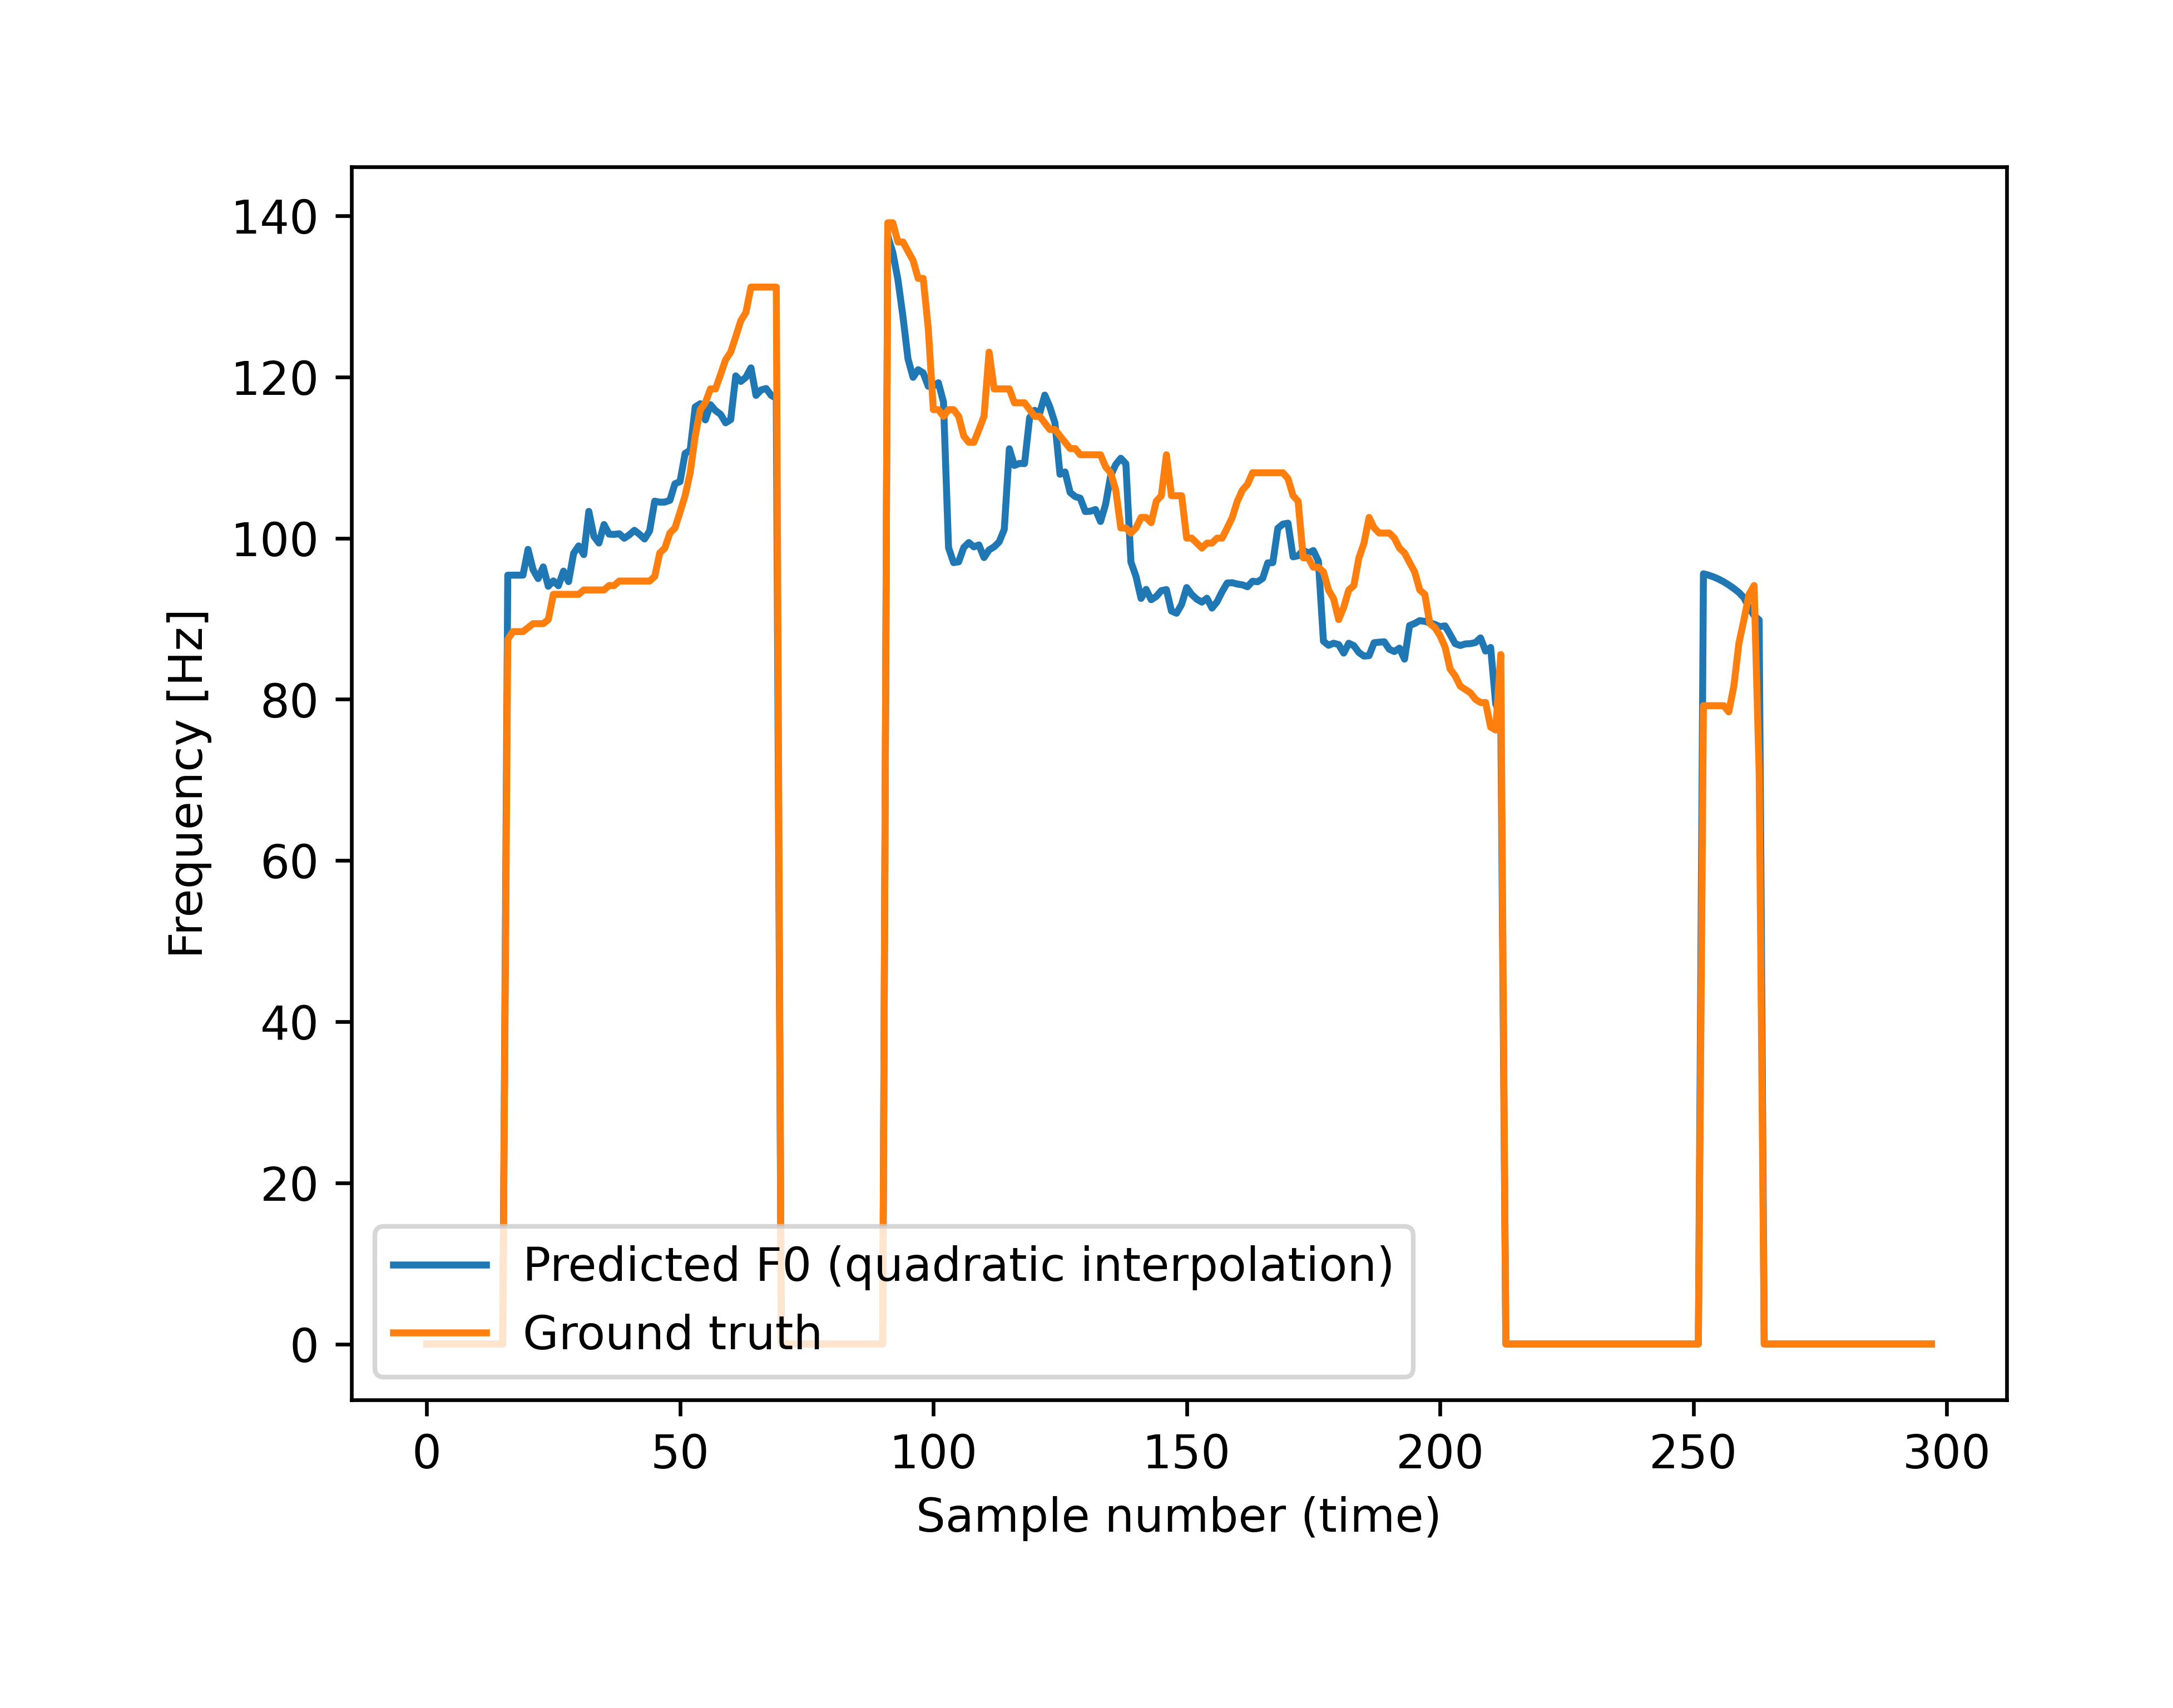 140
120
100
80
60
40
20
0
Frequency [Hz]
Predicted F0 (quadratic interpolation)
Ground truth
0 50 100 150 200 250 300
Sample number (time)